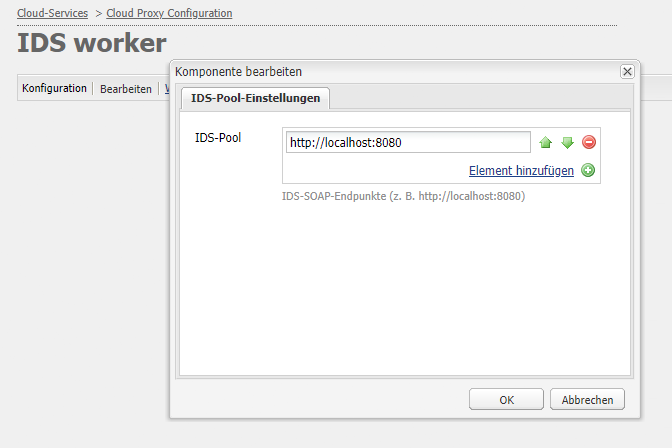 Cloud-Services > Cloud Proxy Configuration
IDS worker
Komponente bearbeiten
Konfiguration Bearbeiten
IDS-Pool-Einstellungen
IDS-Pool
http://localhost:8080
Element hinzufügen
IDS-SOAP-Endpunkte (z. B. http://localhost:8080)
OK Abbrechen